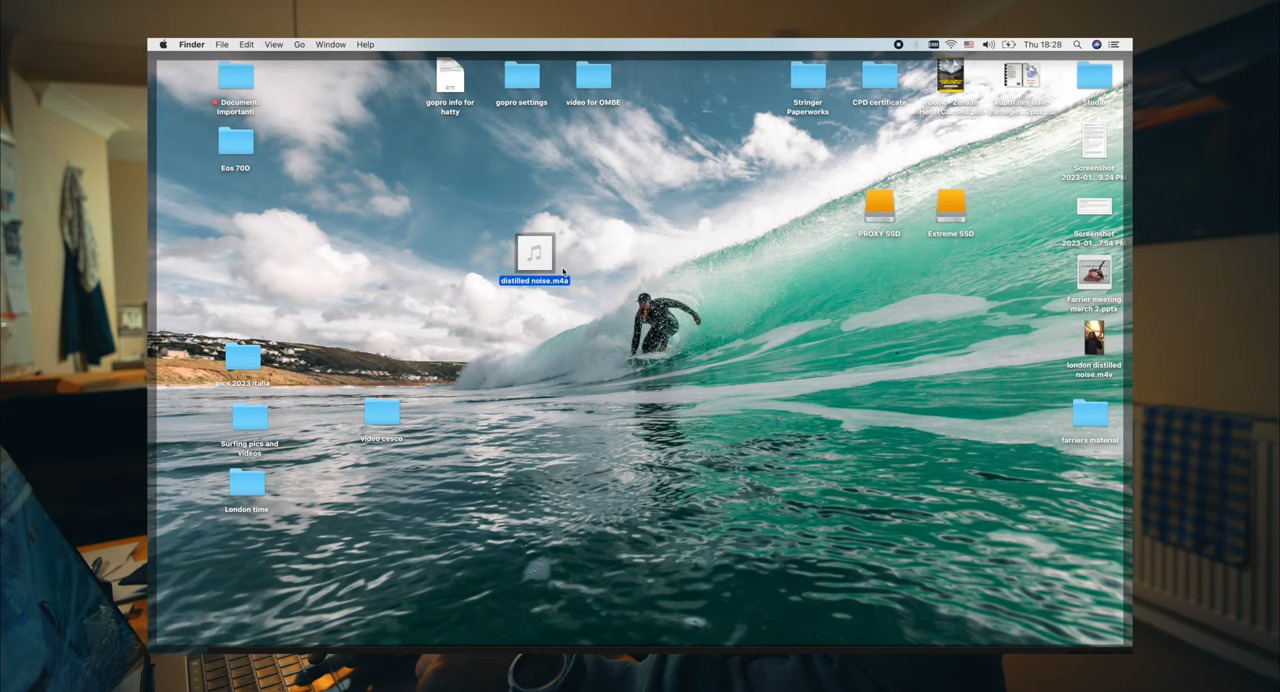 Finder File Edit View Go Window Help Thu 18:28
RTF
Documenti
Importanti
gopro info for
hatty
gopro settings
video for OMBE
Stringer
Paperworks
CPD certificate
Studio
Eos 70D
Screenshot
2023-01...9.24 PM
PROXY SSD
Extreme SSD
Screenshot
2023-01...7.54 PM
distilled noise.m4a
Farrier meeting
march 2.pptx
pics 2023 italia
london distilled
noise.m4v
Surfing pics and
videos
video cesco
farriers material
London time